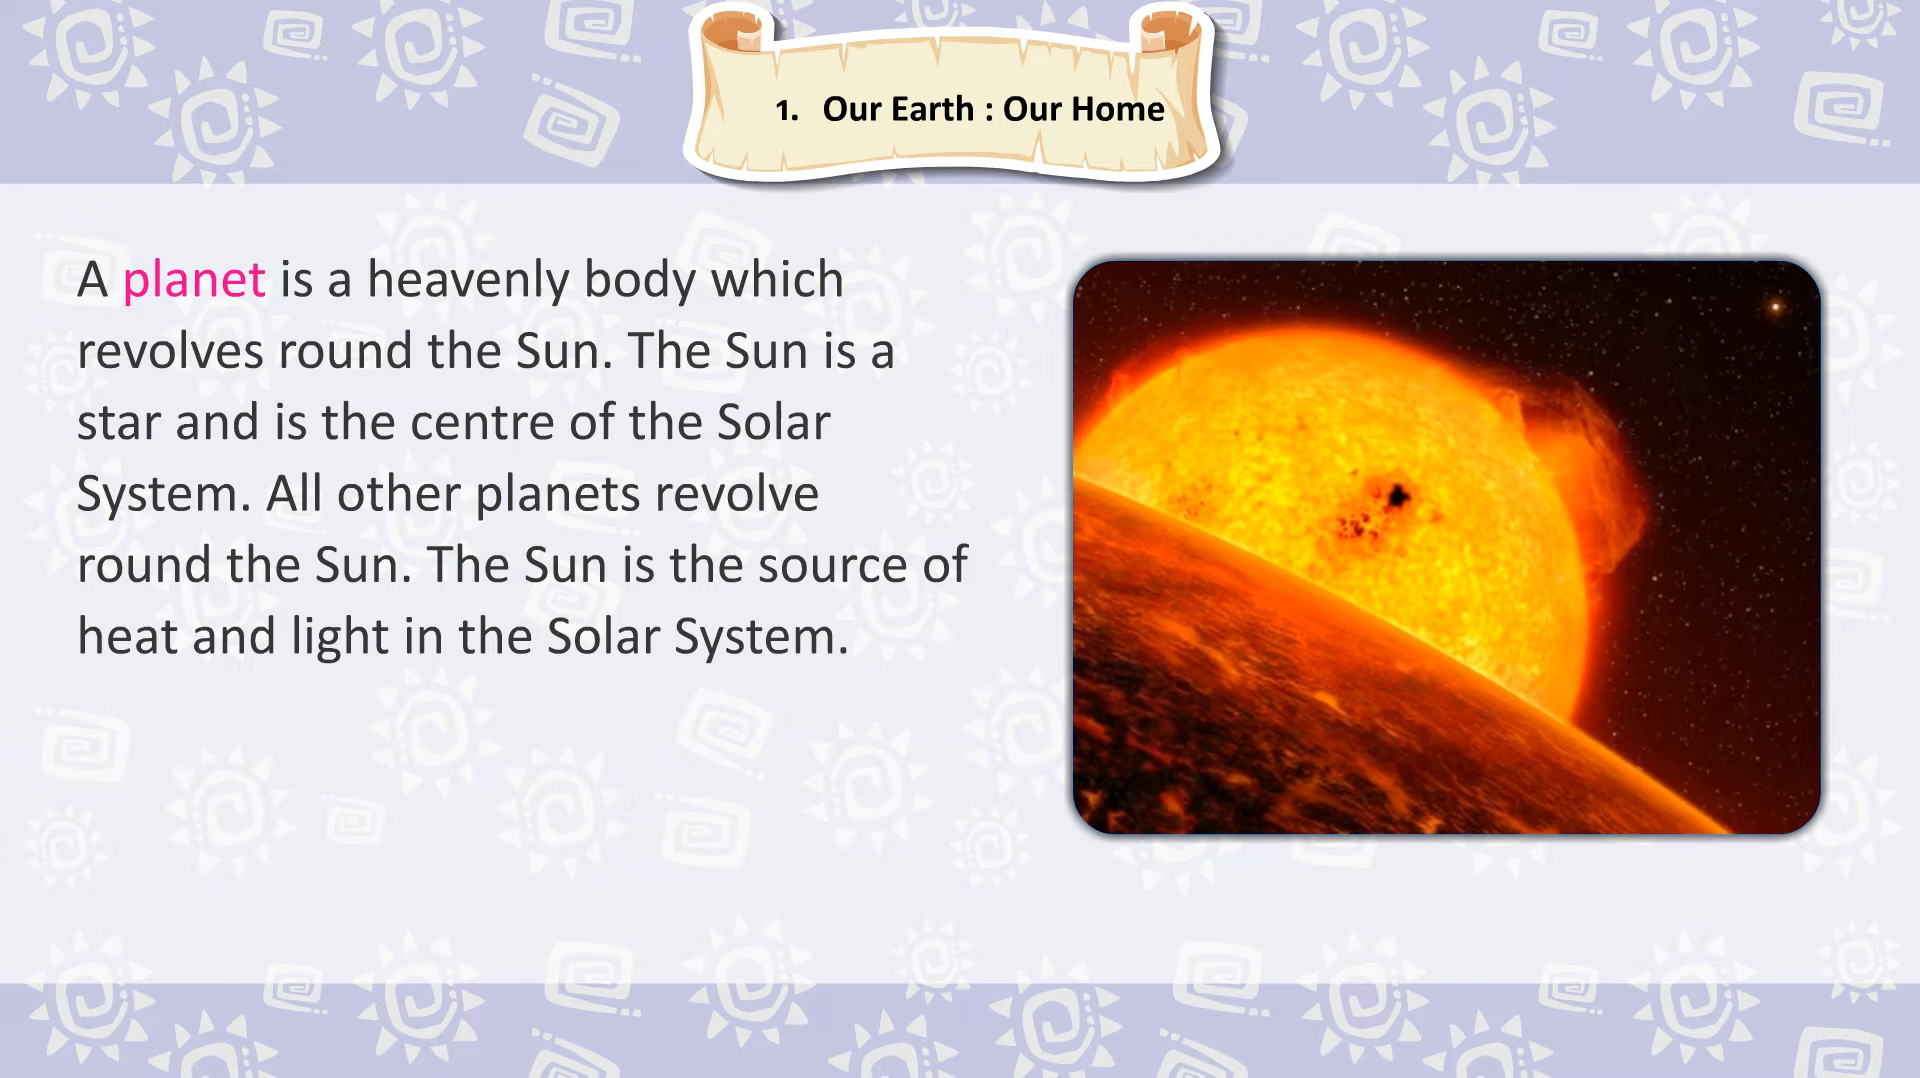 1. Our Earth : Our Home
A planet is a heavenly body which
revolves round the Sun. The Sun is a
star and is the centre of the Solar
System. All other planets revolve
round the Sun. The Sun is the source of
heat and light in the Solar System.